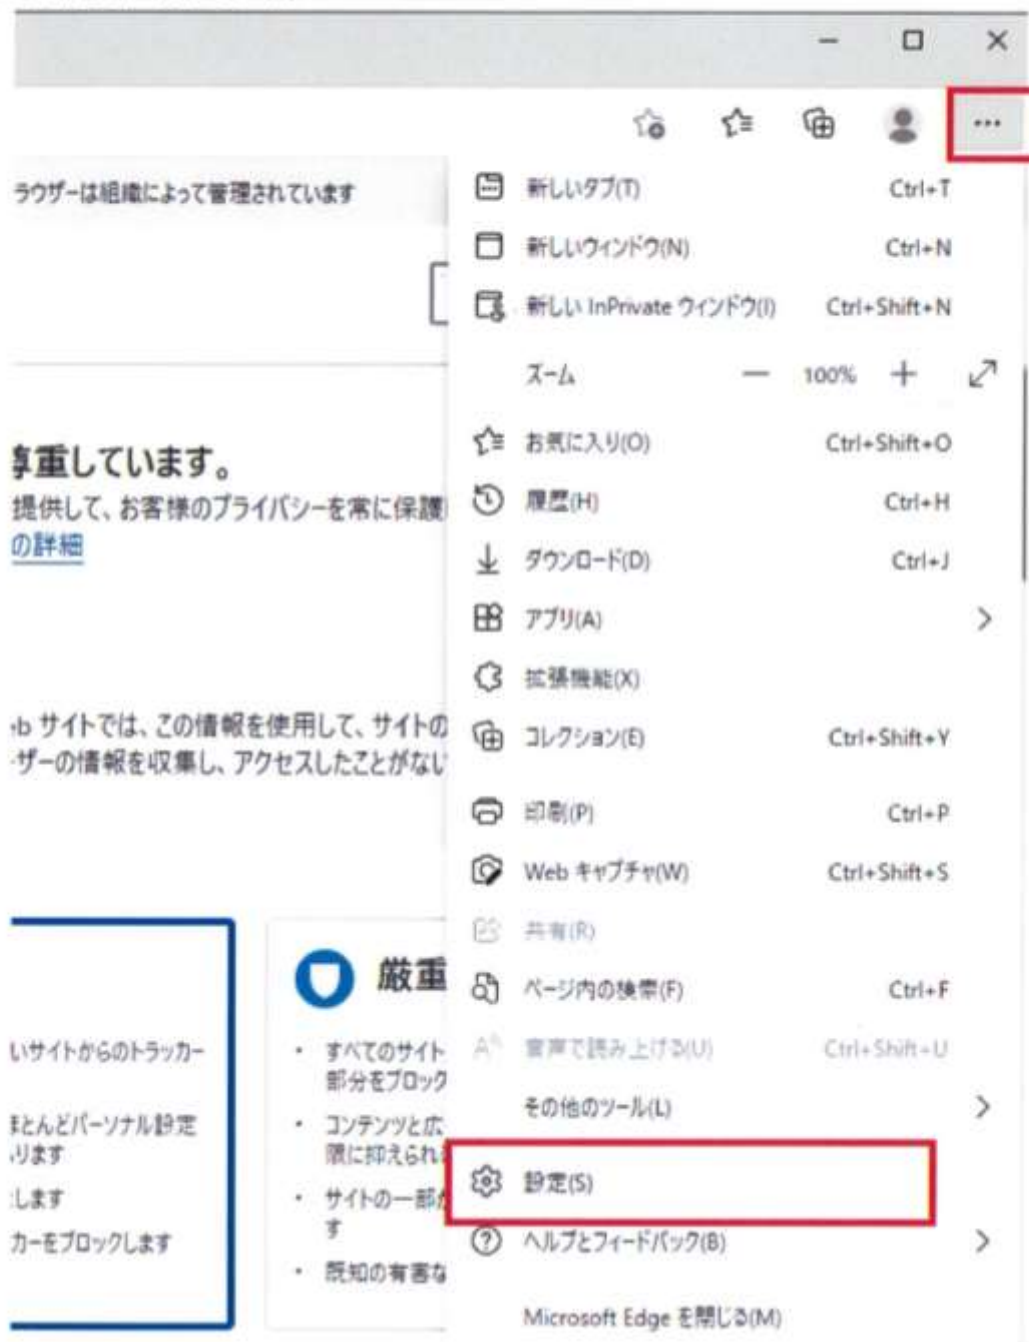 ラウザーは組織によって管理されています
尊重しています。
提供して、お客様のプライバシーを常に保護
の詳細
eb サイトでは、この情報を使用して、サイトの
ーザーの情報を収集し、アクセスしたことがない
いサイトからのトラッカー
ほとんどパーソナル設定
ります
します
カーをブロックします
厳重
・ すべてのサイト
部分をブロック
・ コンテンツと広
限に抑えられ
・ サイトの一部が
す
・ 既知の有害な
新しいタブ(T) Ctrl+T
新しいウィンドウ(N) Ctrl+N
新しい InPrivate ウィンドウ(I) Ctrl+Shift+N
ズーム — 100% +
お気に入り(O) Ctrl+Shift+O
履歴(H) Ctrl+H
ダウンロード(D) Ctrl+J
アプリ(A)
拡張機能(X)
コレクション(E) Ctrl+Shift+Y
印刷(P) Ctrl+P
Web キャプチャ(W) Ctrl+Shift+S
共有(R)
ページ内の検索(F) Ctrl+F
音声で読み上げる(U) Ctrl+Shift+U
その他のツール(L)
設定(S)
ヘルプとフィードバック(B)
Microsoft Edge を閉じる(M)